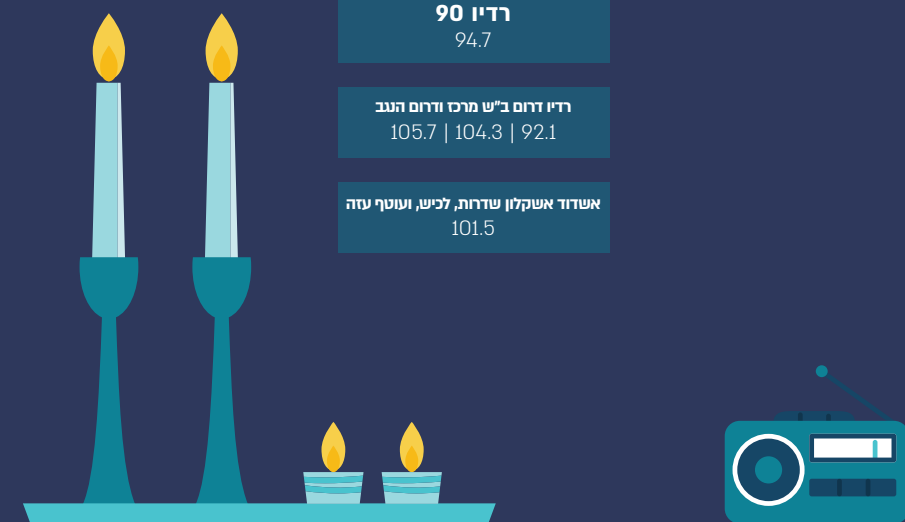 רדיו 90
94.7
רדיו דרום ב"ש מרכז ודרום הנגב
105.7 | 104.3 | 92.1
אשדוד אשקלון שדרות, לכיש, ועוטף עזה
101.5